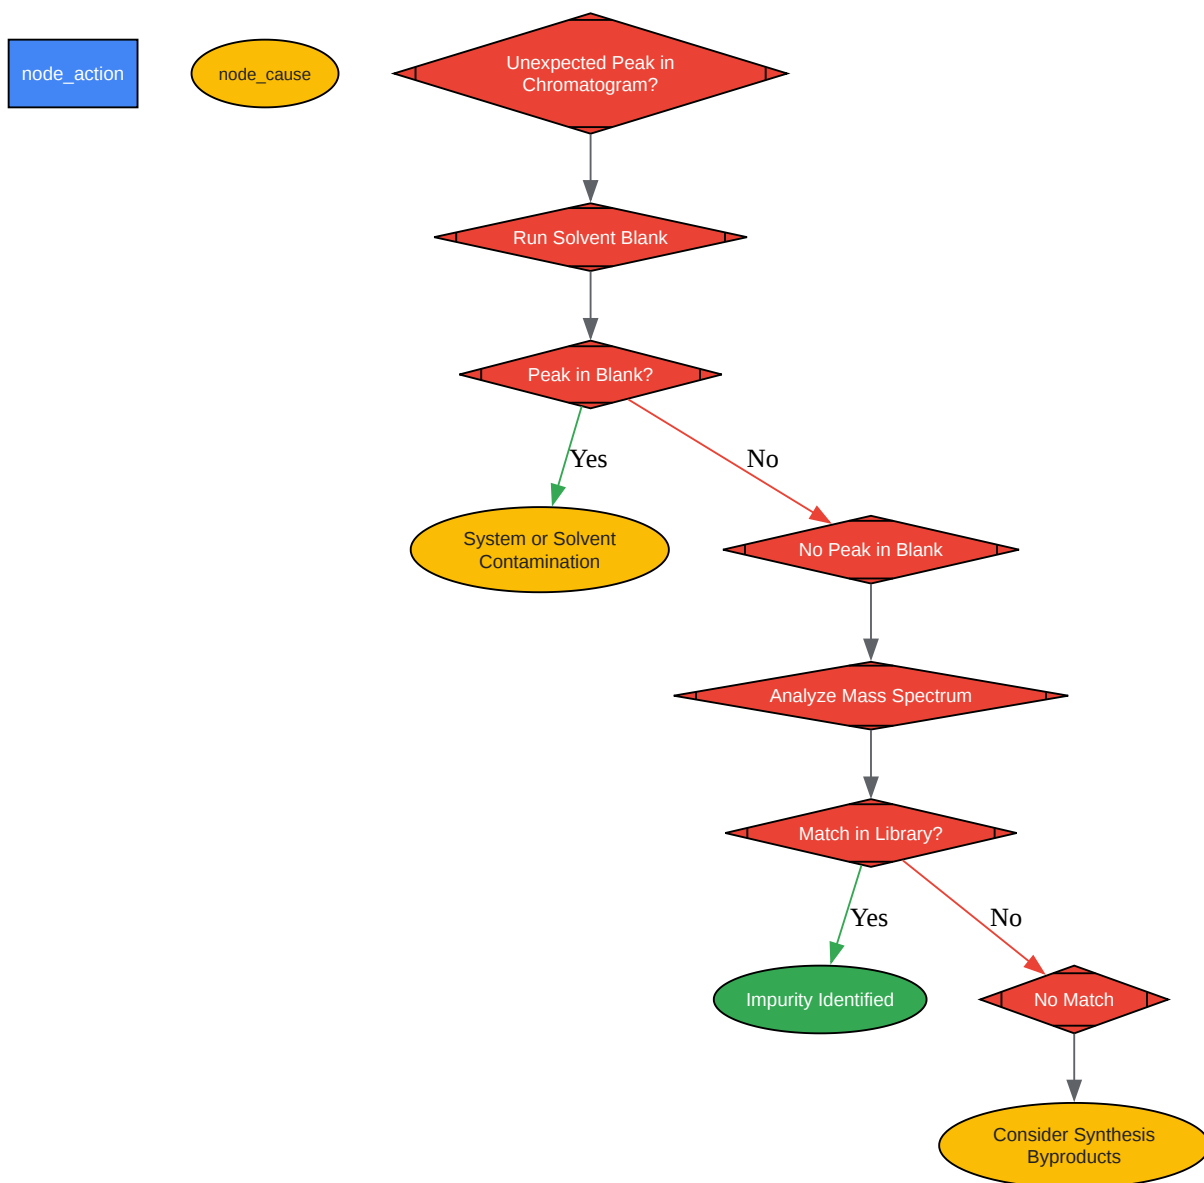 node_action
node_cause
Unexpected Peak in
Chromatogram?
Run Solvent Blank
Peak in Blank?
Yes
No
System or Solvent
Contamination
No Peak in Blank
Analyze Mass Spectrum
Match in Library?
Yes
No
Impurity Identified
No Match
Consider Synthesis
Byproducts